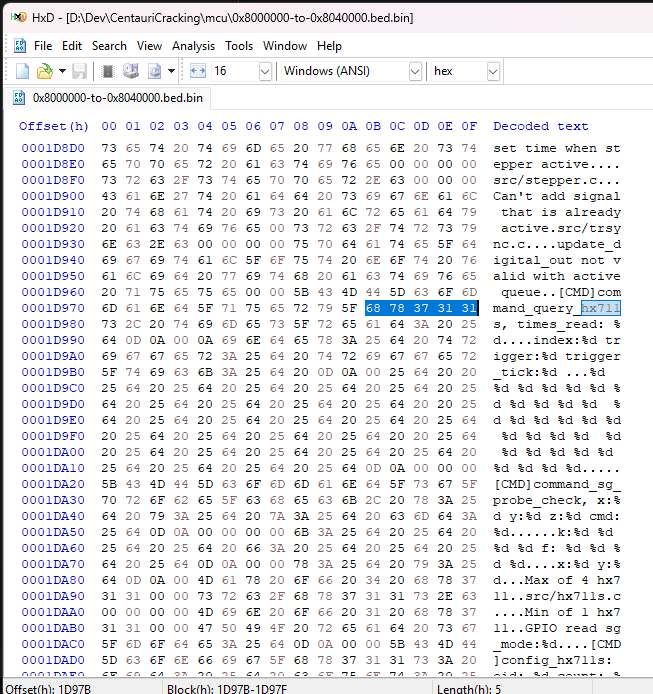 HxD - [D:\Dev\CentauriCracking\mcu\0x8000000-to-0x8040000.bed.bin]
File Edit Search View Analysis Tools Window Help
16 Windows (ANSI) hex
0x8000000-to-0x8040000.bed.bin
Offset(h) 00 01 02 03 04 05 06 07 08 09 0A 0B 0C 0D 0E 0F Decoded text
0001D8D0 73 65 74 20 74 69 6D 65 20 77 68 65 6E 20 73 74 set time when st
0001D8E0 65 70 70 65 72 20 61 63 74 69 76 65 00 00 00 00 epper active....
0001D8F0 73 72 63 2F 73 74 65 70 70 65 72 2E 63 00 00 00 src/stepper.c...
0001D900 43 61 6E 27 74 20 61 64 64 20 73 69 67 6E 61 6C Can't add signal
0001D910 20 74 68 61 74 20 69 73 20 61 6C 72 65 61 64 79 that is already
0001D920 20 61 63 74 69 76 65 00 73 72 63 2F 74 72 73 79 active.src/trsy
0001D930 6E 63 2E 63 00 00 00 00 75 70 64 61 74 65 5F 64 nc.c....update_d
0001D940 69 67 69 74 61 6C 5F 6F 75 74 20 6E 6F 74 20 76 igital_out not v
0001D950 61 6C 69 64 20 77 69 74 68 20 61 63 74 69 76 65 alid with active
0001D960 20 71 75 65 75 65 00 00 5B 43 4D 44 5D 63 6F 6D queue..[CMD]com
0001D970 6D 61 6E 64 5F 71 75 65 72 79 5F 68 78 37 31 31 mand_query_hx711
0001D980 73 2C 20 74 69 6D 65 73 5F 72 65 61 64 3A 20 25 s, times_read: %
0001D990 64 0D 0A 00 0A 69 6E 64 65 78 3A 25 64 20 74 72 d....index:%d tr
0001D9A0 69 67 67 65 72 3A 25 64 20 74 72 69 67 67 65 72 igger:%d trigger
0001D9B0 5F 74 69 63 6B 3A 25 64 20 0D 0A 00 25 64 20 20 _tick:%d ...%d
0001D9C0 25 64 20 25 64 20 25 64 20 25 64 20 25 64 20 25 %d %d %d %d %d %
0001D9D0 64 20 25 64 20 25 64 20 25 64 20 20 25 64 20 25 d %d %d %d  %d %
0001D9E0 64 20 25 64 20 25 64 20 25 64 20 25 64 20 25 64 d %d %d %d %d %d
0001D9F0 20 25 64 20 25 64 20 25 64 20 20 25 64 20 20 %d %d %d  %d
0001DA00 25 64 20 25 64 20 25 64 20 25 64 20 25 64 20 25 %d %d %d %d %d %
0001DA10 25 64 20 25 64 20 25 64 0D 0A 00 00 00 %d %d %d.....
0001DA20 5B 43 4D 44 5D 63 6F 6D 6D 61 6E 64 5F 73 67 5F [CMD]command_sg_
0001DA30 70 72 6F 62 65 5F 63 68 65 63 6B 2C 20 78 3A 25 probe_check, x:%
0001DA40 64 20 79 3A 25 64 20 7A 3A 25 64 20 63 6D 64 3A d y:%d z:%d cmd:
0001DA50 25 64 0D 0A 00 00 00 00 6B 3A 25 64 20 25 64 20 %d......k:%d %d
0001DA60 25 64 20 25 64 20 66 3A 20 25 64 20 25 64 20 25 %d %d f: %d %d %
0001DA70 64 20 25 64 0D 0A 00 00 78 3A 25 64 20 79 3A 25 d %d....x:%d y:%
0001DA80 64 0D 0A 00 4D 61 78 20 6F 66 20 34 20 68 78 37 d...Max of 4 hx7
0001DA90 31 31 00 00 73 72 63 2F 68 78 37 31 31 73 2E 63 11..src/hx711s.c
0001DAA0 00 00 00 00 4D 69 6E 20 6F 66 20 31 20 68 78 37 ....Min of 1 hx7
0001DAB0 31 31 00 00 47 50 49 4F 20 72 65 61 64 20 73 67 11..GPIO read sg
0001DAC0 5F 6D 6F 64 65 3A 25 64 0D 0A 00 00 5B 43 4D 44 _mode:%d....[CMD
0001DAD0 5D 63 6F 6E 66 69 67 5F 68 78 37 31 31 73 3A 20 ]config_hx711s:
Offset(h): 1D97B Block(h): 1D97B-1D97F Length(h): 5